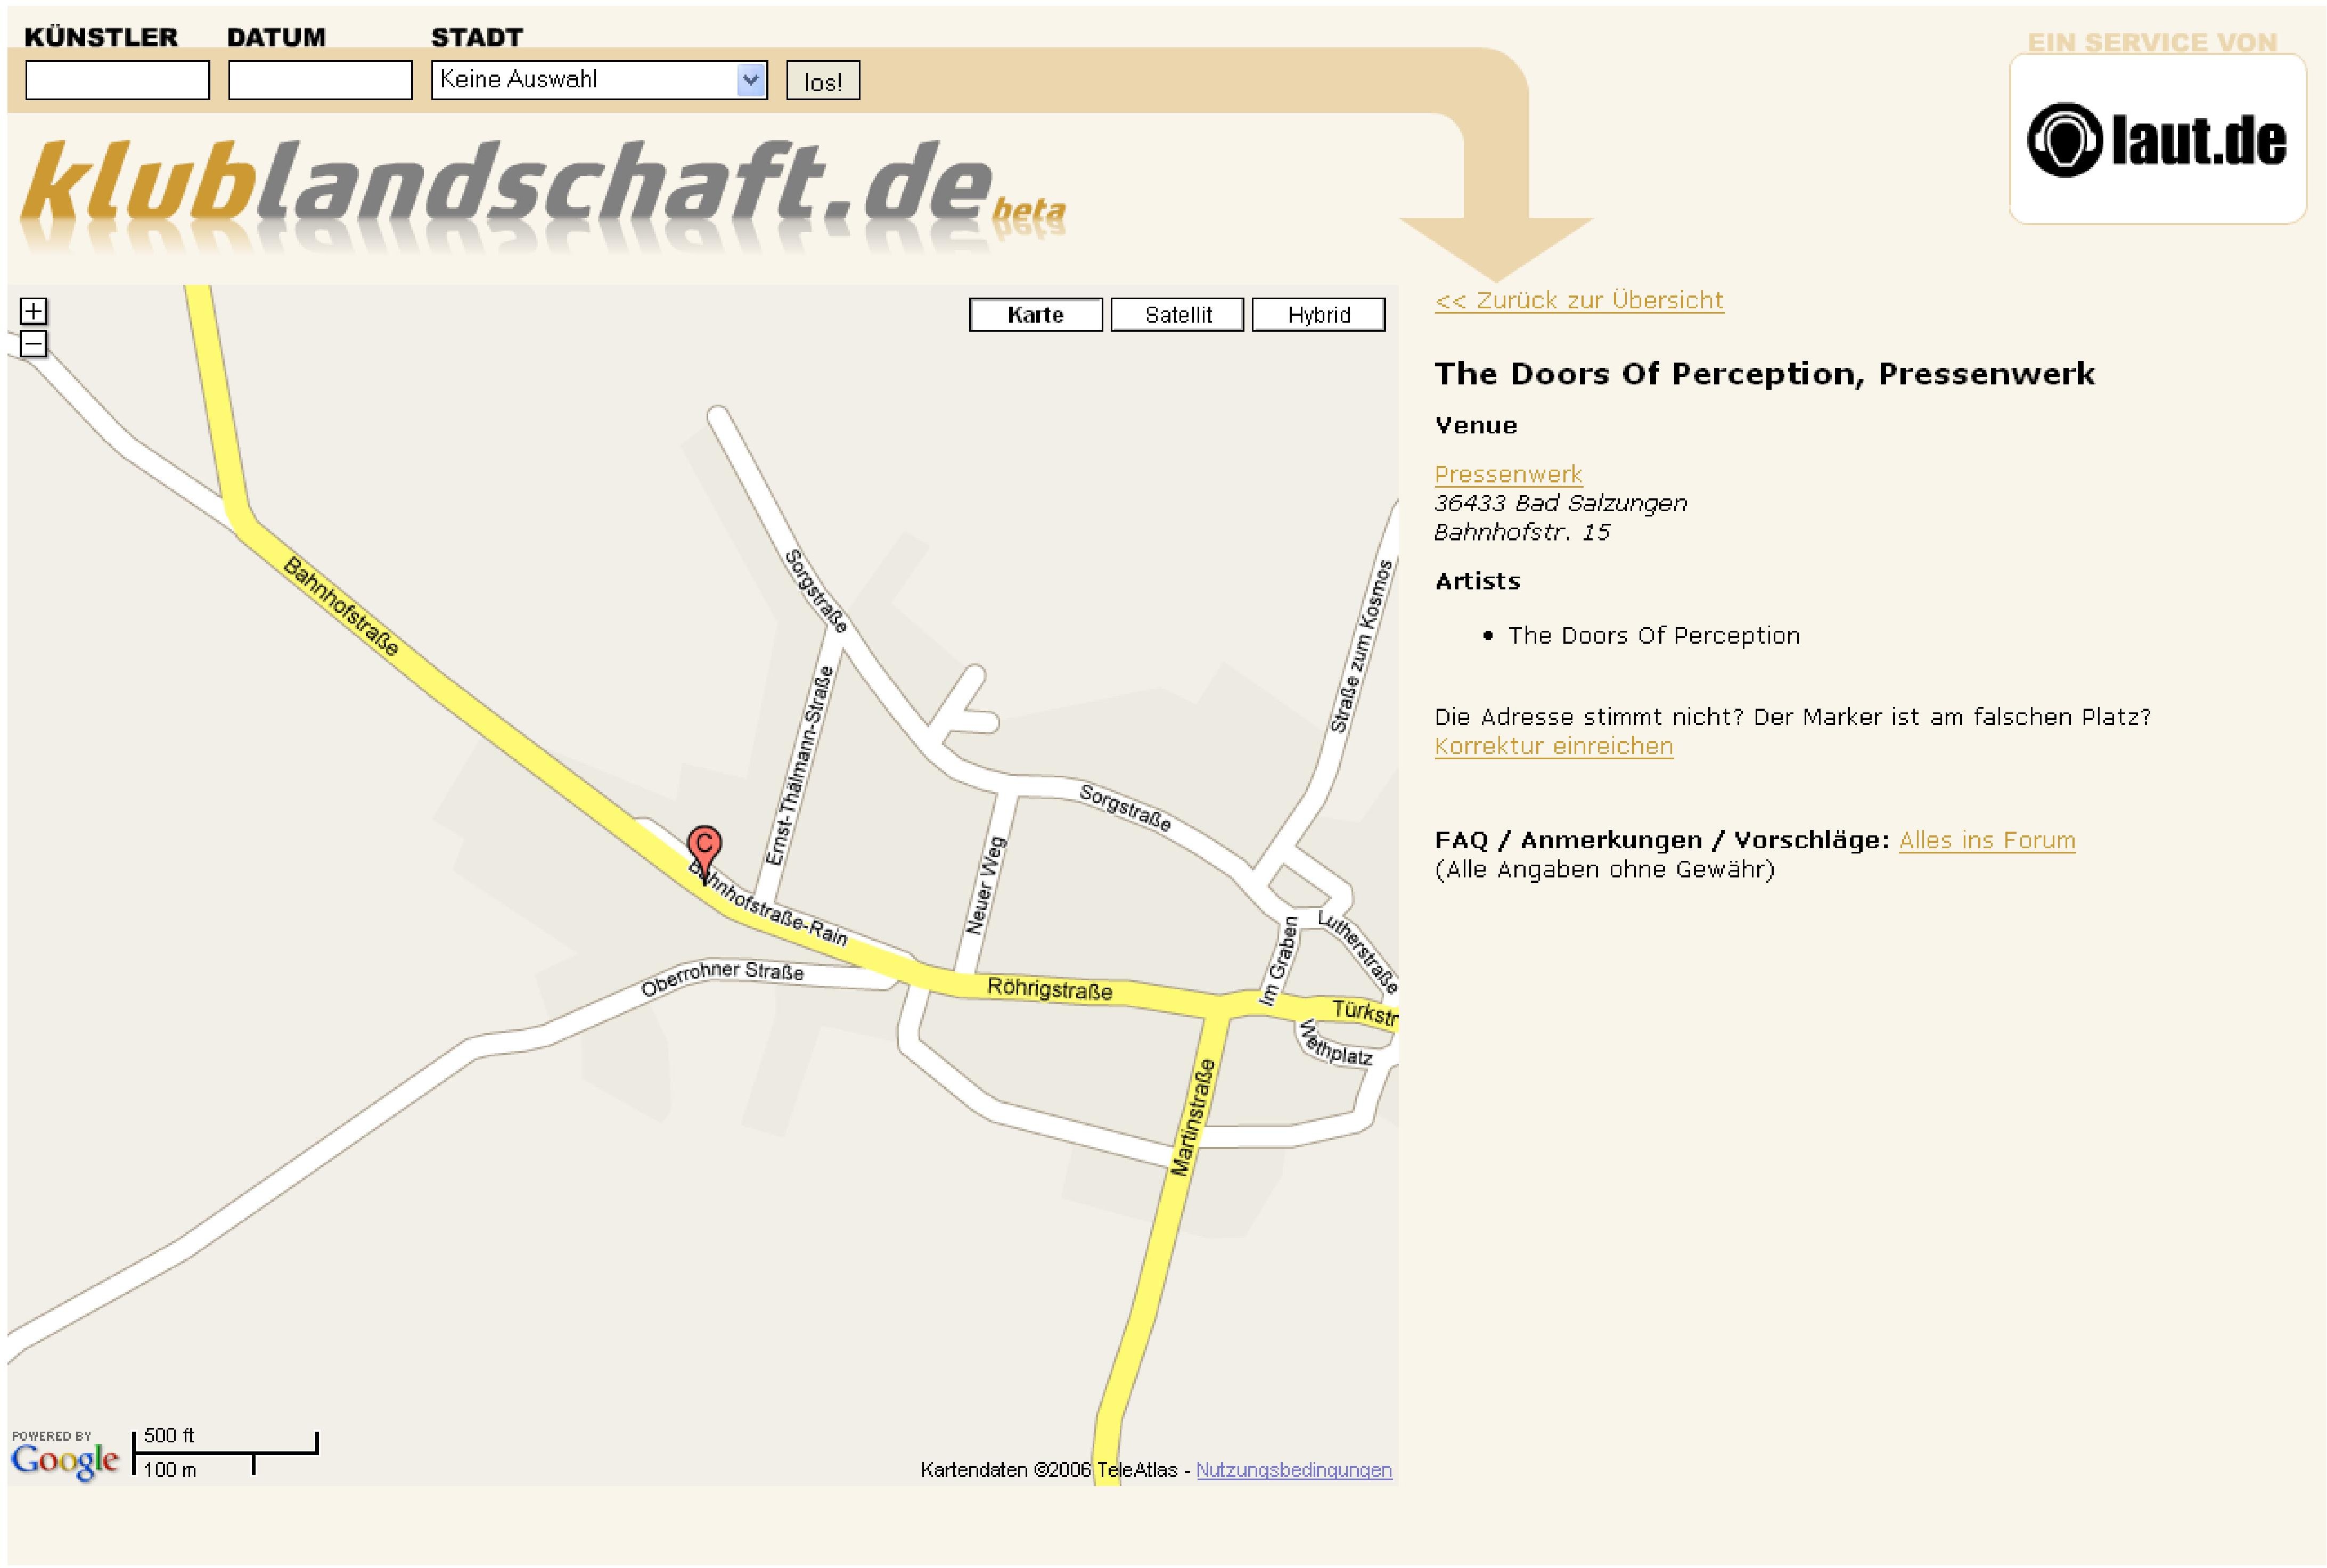 KÜNSTLER DATUM STADT
Keine Auswahl los!
EIN SERVICE VON
laut.de
klublandschaft.de beta
+
−
Karte Satellit Hybrid
<< Zurück zur Übersicht
The Doors Of Perception, Pressenwerk
Venue
Pressenwerk
36433 Bad Salzungen
Bahnhofstr. 15
Artists
• The Doors Of Perception
Die Adresse stimmt nicht? Der Marker ist am falschen Platz?
Korrektur einreichen
FAQ / Anmerkungen / Vorschläge: Alles ins Forum
(Alle Angaben ohne Gewähr)
Bahnhofstraße
Sorgstraße
Straße zum Kosmos
Ernst-Thälmann-Straße
Sorgstraße
C
Bahnhofstraße-Rain
Neuer Weg
Im Graben
Lutherstraße
Oberrohner Straße
Röhrigstraße
Türkstr
Wethplatz
Martinstraße
POWERED BY
Google
500 ft
100 m
Kartendaten ©2006 TeleAtlas - Nutzungsbedingungen